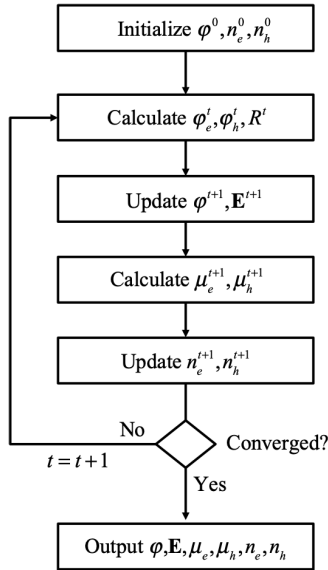 Initialize φ⁰, nₑ⁰, nₕ⁰
Calculate φₑᵗ, φₕᵗ, Rᵗ
Update φᵗ⁺¹, Eᵗ⁺¹
Calculate μₑᵗ⁺¹, μₕᵗ⁺¹
Update nₑᵗ⁺¹, nₕᵗ⁺¹
No
Converged?
t = t + 1
Yes
Output φ, E, μₑ, μₕ, nₑ, nₕ